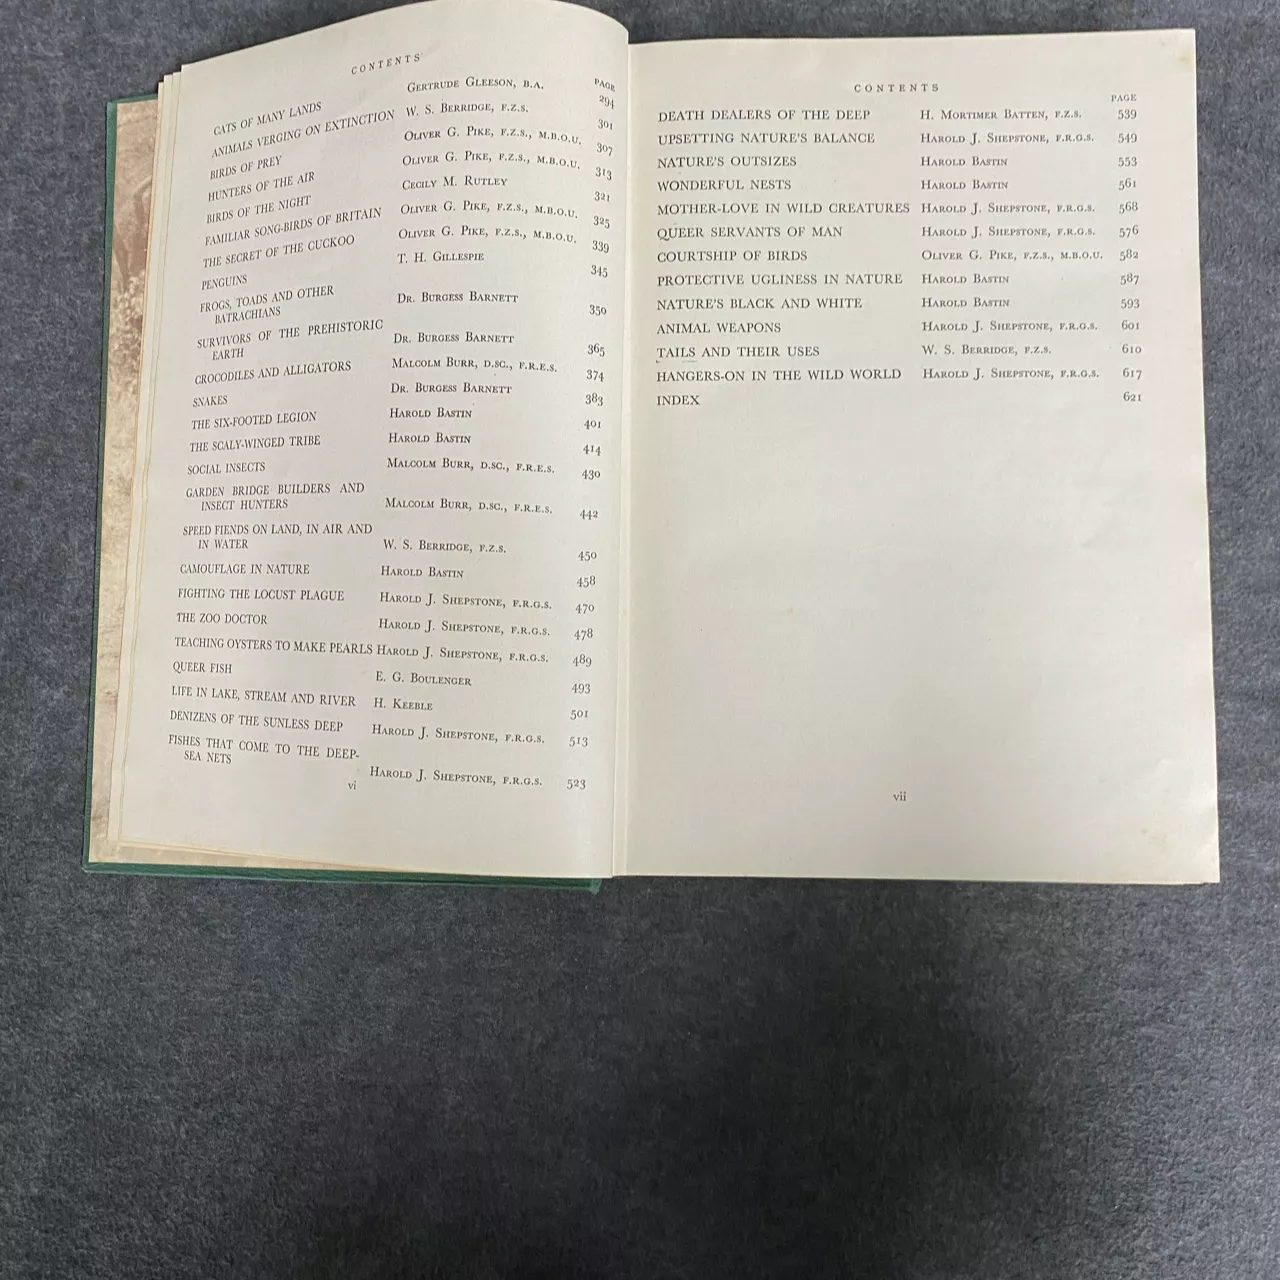 CONTENTS
PAGE
CATS OF MANY LANDS GERTRUDE GLEESON, B.A. 294
ANIMALS VERGING ON EXTINCTION W. S. BERRIDGE, F.Z.S. 301
BIRDS OF PREY OLIVER G. PIKE, F.Z.S., M.B.O.U. 307
HUNTERS OF THE AIR OLIVER G. PIKE, F.Z.S., M.B.O.U. 313
BIRDS OF THE NIGHT CECILY M. RUTLEY 321
FAMILIAR SONG-BIRDS OF BRITAIN OLIVER G. PIKE, F.Z.S., M.B.O.U. 325
THE SECRET OF THE CUCKOO OLIVER G. PIKE, F.Z.S., M.B.O.U. 339
PENGUINS T. H. GILLESPIE 345
FROGS, TOADS AND OTHER
BATRACHIANS DR. BURGESS BARNETT 350
SURVIVORS OF THE PREHISTORIC
EARTH DR. BURGESS BARNETT 365
CROCODILES AND ALLIGATORS MALCOLM BURR, D.SC., F.R.E.S. 374
SNAKES DR. BURGESS BARNETT 383
THE SIX-FOOTED LEGION HAROLD BASTIN 401
THE SCALY-WINGED TRIBE HAROLD BASTIN 414
SOCIAL INSECTS MALCOLM BURR, D.SC., F.R.E.S. 430
GARDEN BRIDGE BUILDERS AND
INSECT HUNTERS MALCOLM BURR, D.SC., F.R.E.S. 442
SPEED FIENDS ON LAND, IN AIR AND
IN WATER W. S. BERRIDGE, F.Z.S. 450
CAMOUFLAGE IN NATURE HAROLD BASTIN 458
FIGHTING THE LOCUST PLAGUE HAROLD J. SHEPSTONE, F.R.G.S. 470
THE ZOO DOCTOR HAROLD J. SHEPSTONE, F.R.G.S. 478
TEACHING OYSTERS TO MAKE PEARLS HAROLD J. SHEPSTONE, F.R.G.S. 489
QUEER FISH E. G. BOULENGER 493
LIFE IN LAKE, STREAM AND RIVER H. KEEBLE 501
DENIZENS OF THE SUNLESS DEEP HAROLD J. SHEPSTONE, F.R.G.S. 513
FISHES THAT COME TO THE DEEP-
SEA NETS HAROLD J. SHEPSTONE, F.R.G.S. 523
vi
CONTENTS
PAGE
DEATH DEALERS OF THE DEEP H. MORTIMER BATTEN, F.Z.S. 539
UPSETTING NATURE'S BALANCE HAROLD J. SHEPSTONE, F.R.G.S. 549
NATURE'S OUTSIZES HAROLD BASTIN 553
WONDERFUL NESTS HAROLD BASTIN 561
MOTHER-LOVE IN WILD CREATURES HAROLD J. SHEPSTONE, F.R.G.S. 568
QUEER SERVANTS OF MAN HAROLD J. SHEPSTONE, F.R.G.S. 576
COURTSHIP OF BIRDS OLIVER G. PIKE, F.Z.S., M.B.O.U. 582
PROTECTIVE UGLINESS IN NATURE HAROLD BASTIN 587
NATURE'S BLACK AND WHITE HAROLD BASTIN 593
ANIMAL WEAPONS HAROLD J. SHEPSTONE, F.R.G.S. 601
TAILS AND THEIR USES W. S. BERRIDGE, F.Z.S. 610
HANGERS-ON IN THE WILD WORLD HAROLD J. SHEPSTONE, F.R.G.S. 617
INDEX 621
vii